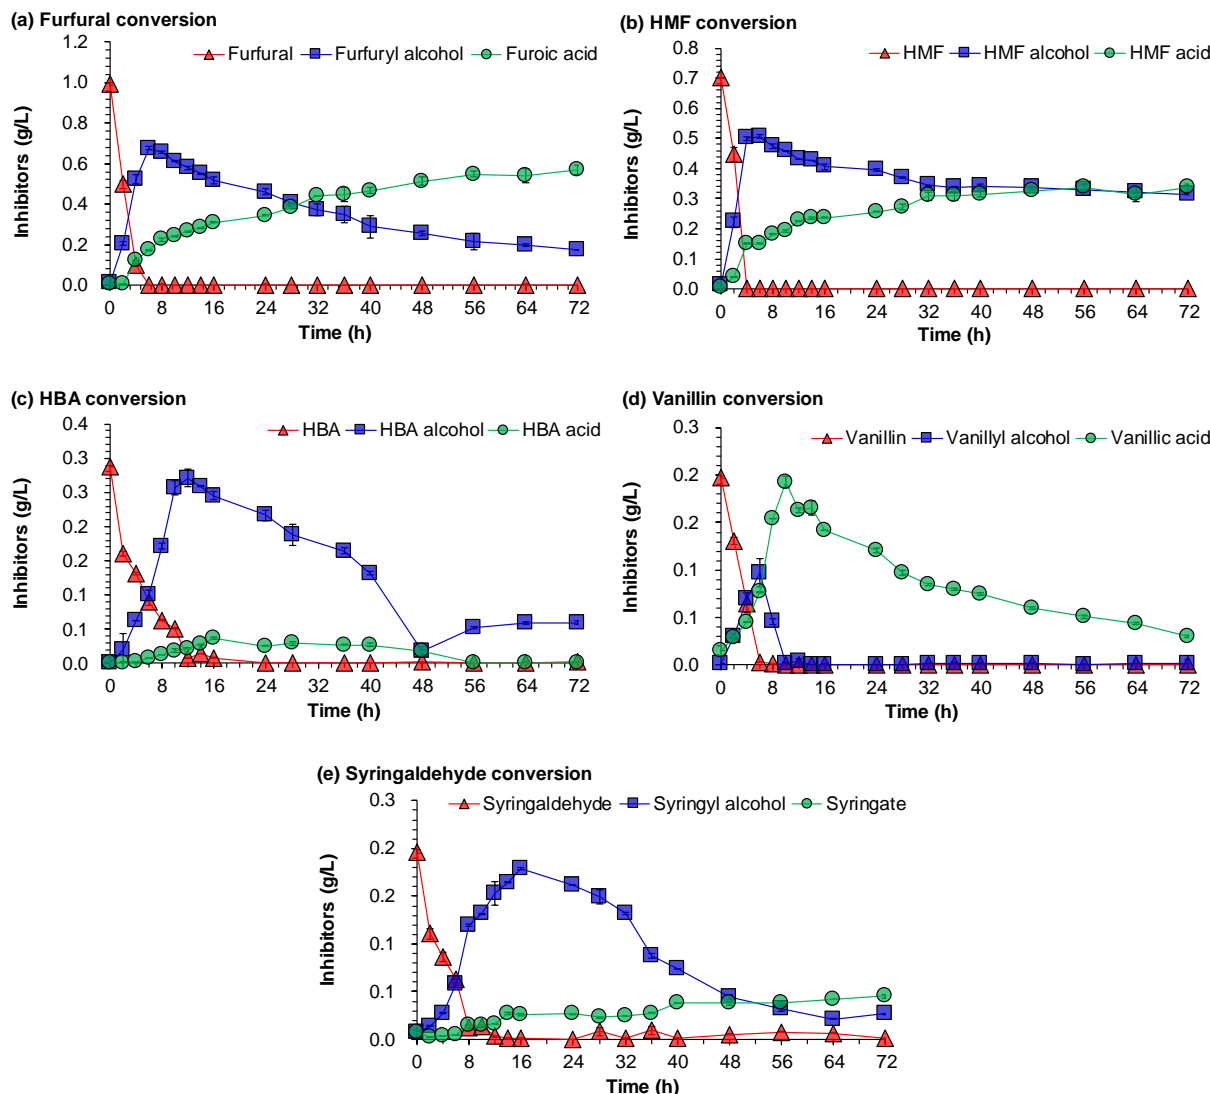 (a) Furfural conversion
Furfural Furfuryl alcohol Furoic acid
Inhibitors (g/L)
1.2
1.0
0.8
0.6
0.4
0.2
0.0
0 8 16 24 32 40 48 56 64 72
Time (h)
(b) HMF conversion
HMF HMF alcohol HMF acid
Inhibitors (g/L)
0.8
0.7
0.6
0.5
0.4
0.3
0.2
0.1
0.0
0 8 16 24 32 40 48 56 64 72
Time (h)
(c) HBA conversion
HBA HBA alcohol HBA acid
Inhibitors (g/L)
0.4
0.3
0.3
0.2
0.2
0.1
0.1
0.0
0 8 16 24 32 40 48 56 64 72
Time (h)
(d) Vanillin conversion
Vanillin Vanillyl alcohol Vanillic acid
Inhibitors (g/L)
0.3
0.2
0.2
0.1
0.1
0.0
0 8 16 24 32 40 48 56 64 72
Time (h)
(e) Syringaldehyde conversion
Syringaldehyde Syringyl alcohol Syringate
Inhibitors (g/L)
0.3
0.2
0.2
0.1
0.1
0.0
0 8 16 24 32 40 48 56 64 72
Time (h)